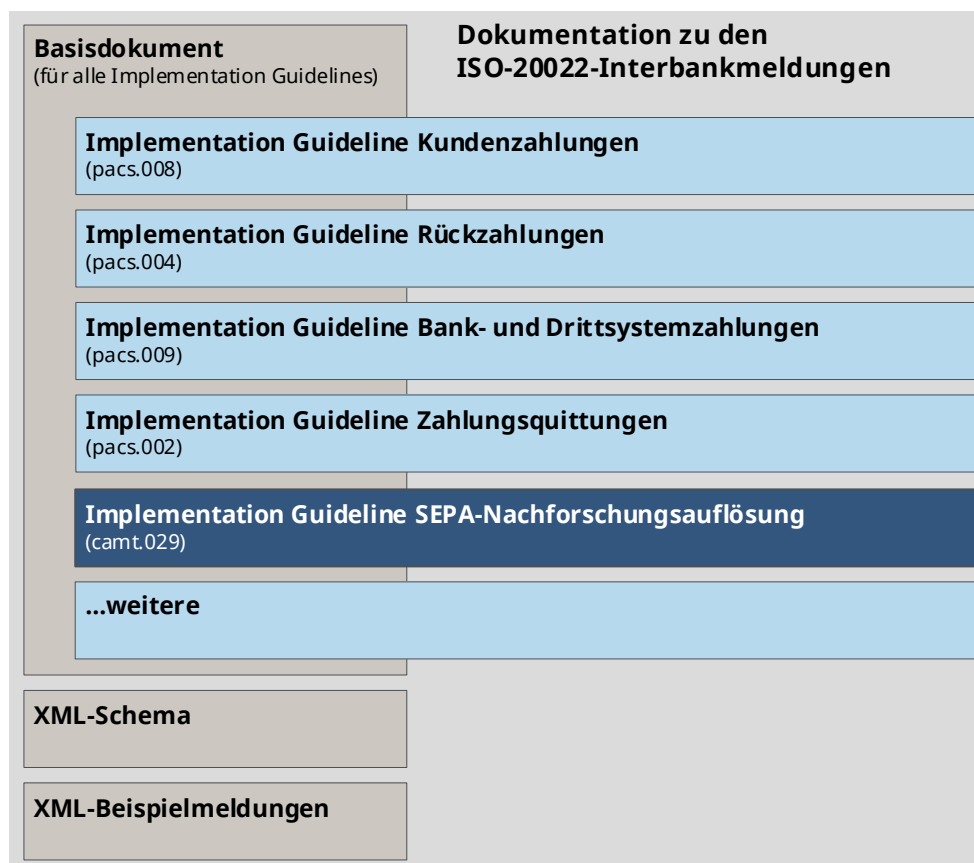 Basisdokument
(für alle Implementation Guidelines)
Dokumentation zu den
ISO-20022-Interbankmeldungen
Implementation Guideline Kundenzahlungen
(pacs.008)
Implementation Guideline Rückzahlungen
(pacs.004)
Implementation Guideline Bank- und Drittsystemzahlungen
(pacs.009)
Implementation Guideline Zahlungsquittungen
(pacs.002)
Implementation Guideline SEPA-Nachforschungsauflösung
(camt.029)
...weitere
XML-Schema
XML-Beispielmeldungen